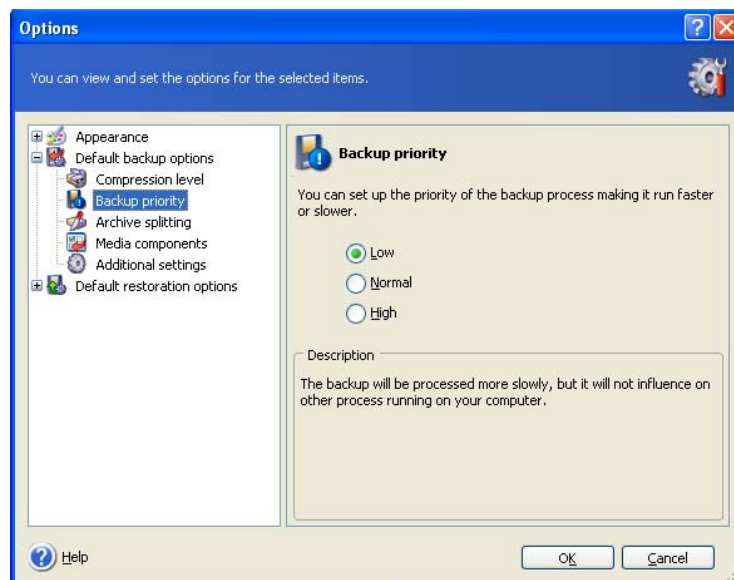 Options
You can view and set the options for the selected items.
Appearance
Default backup options
Compression level
Backup priority
Archive splitting
Media components
Additional settings
Default restoration options
Backup priority
You can set up the priority of the backup process making it run faster
or slower.
Low
Normal
High
Description
The backup will be processed more slowly, but it will not influence on
other process running on your computer.
Help
OK
Cancel